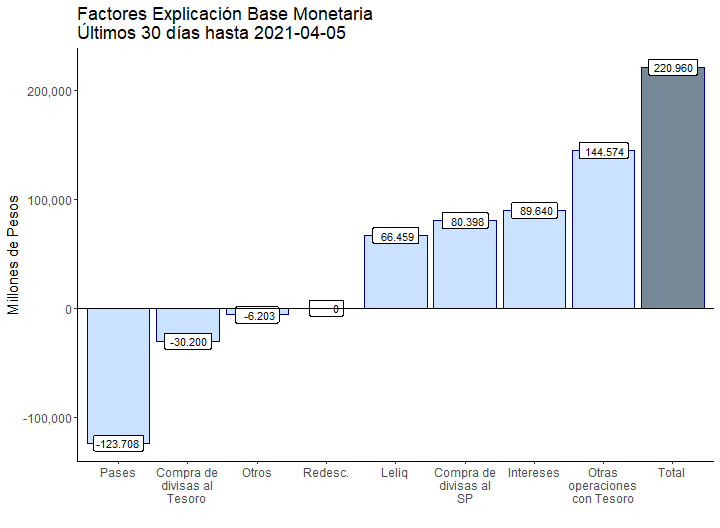 Factores Explicación Base Monetaria
Últimos 30 días hasta 2021-04-05
Millones de Pesos
200,000
100,000
0
-100,000
-123.708
-30.200
-6.203
0
66.459
80.398
89.640
144.574
220.960
Pases
Compra de
divisas al
Tesoro
Otros
Redesc.
Leliq
Compra de
divisas al
SP
Intereses
Otras
operaciones
con Tesoro
Total